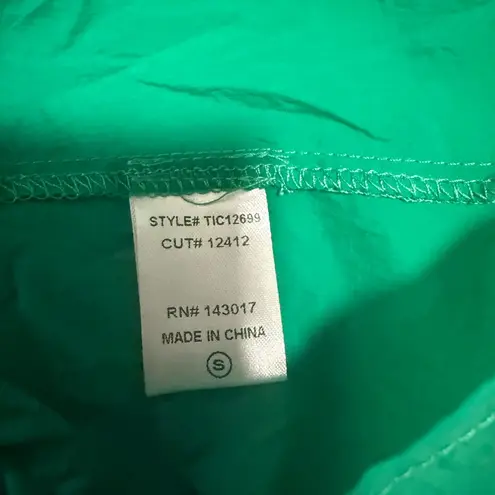 STYLE# TIC12699
CUT# 12412
RN# 143017
MADE IN CHINA
S